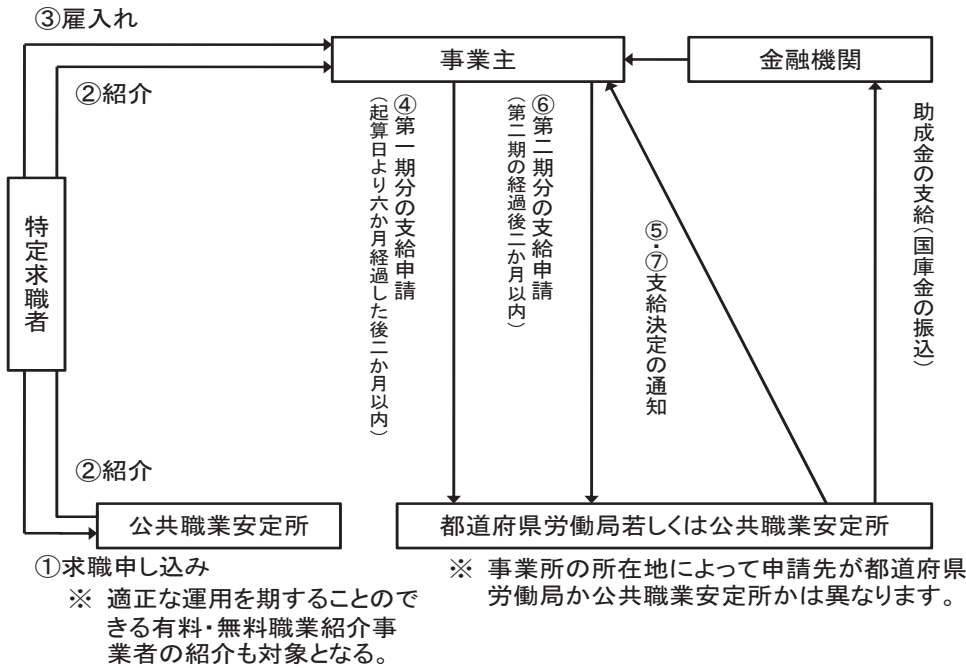 ③雇入れ
事業主
金融機関
②紹介
④第一期分の支給申請
（起算日より六か月経過した後二か月以内）
⑥第二期分の支給申請
（第二期の経過後二か月以内）
⑤・⑦支給決定の通知
助成金の支給（国庫金の振込）
特定求職者
②紹介
公共職業安定所
都道府県労働局若しくは公共職業安定所
①求職申し込み
※ 適正な運用を期することので
きる有料・無料職業紹介事
業者の紹介も対象となる。
※ 事業所の所在地によって申請先が都道府県
労働局か公共職業安定所かは異なります。